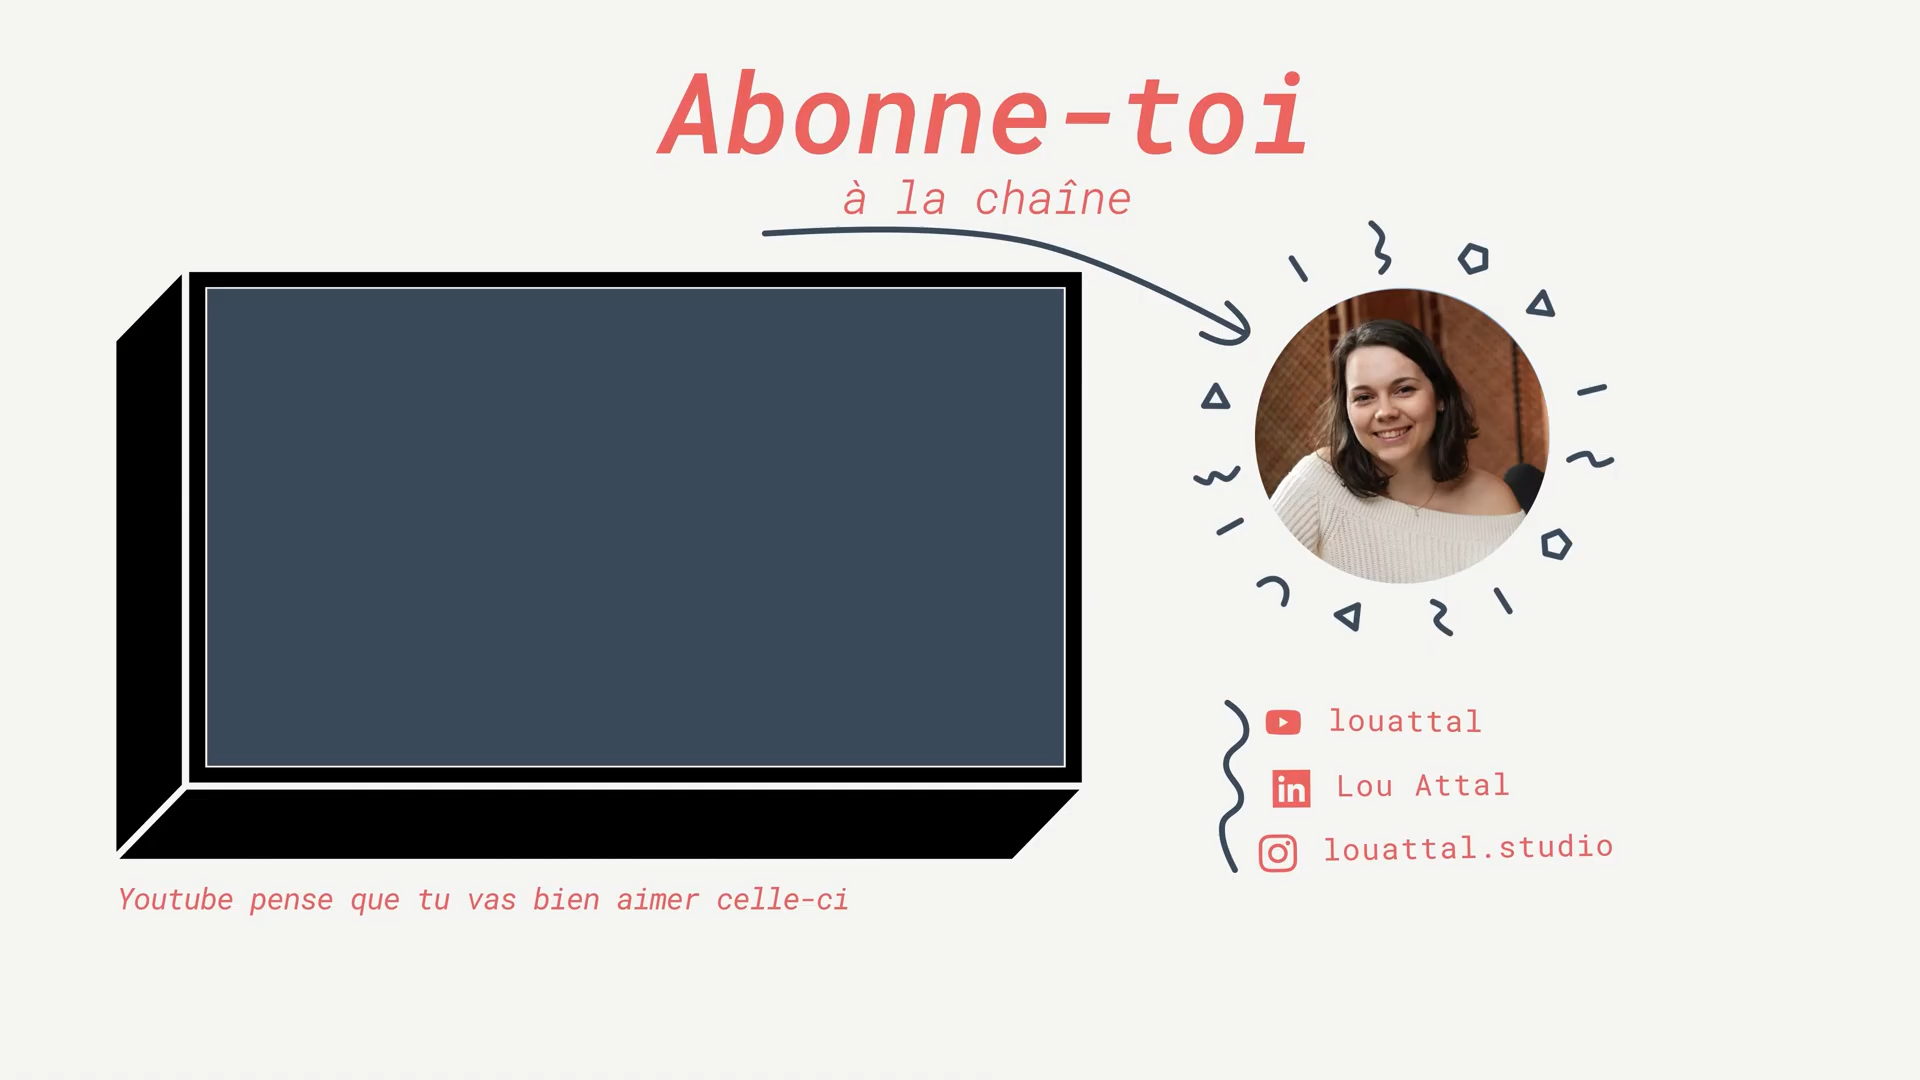 Abonne-toi
à la chaîne
louattal
Lou Attal
louattal.studio
Youtube pense que tu vas bien aimer celle-ci